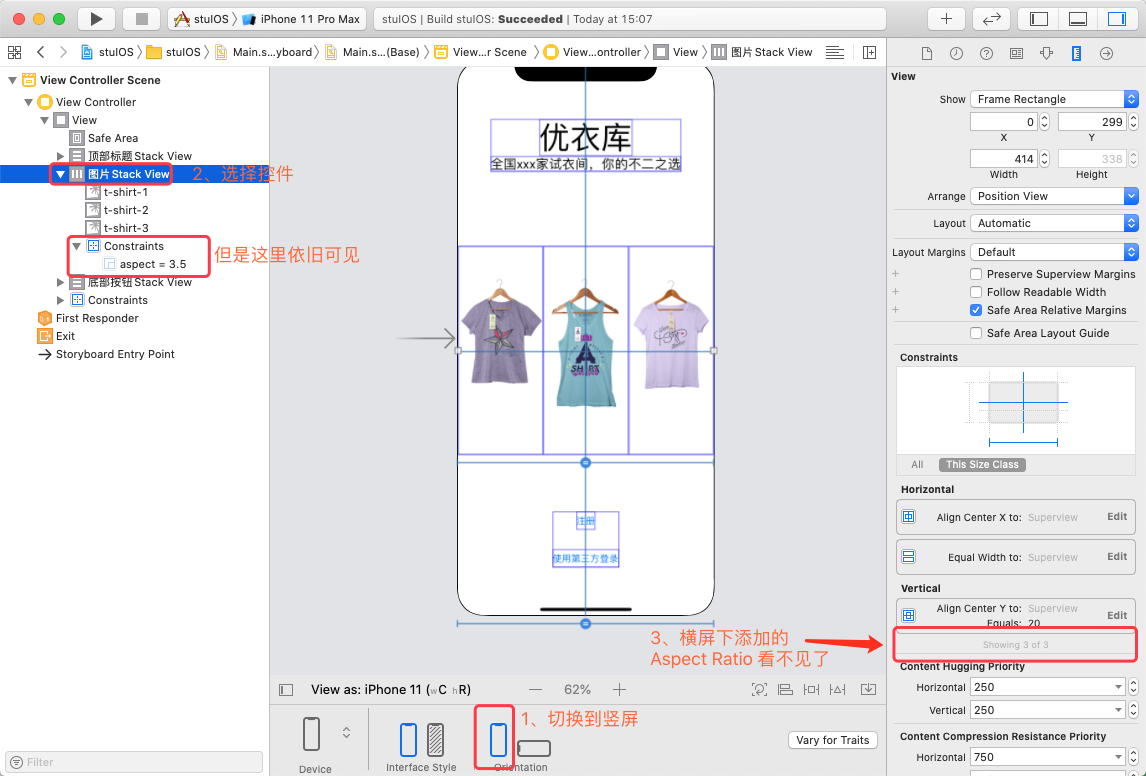 stuIOS
iPhone 11 Pro Max
stuIOS | Build stuIOS: Succeeded | Today at 15:07
stuIOS
stuIOS
Main.s...yboard
Main.s...(Base)
View...r Scene
View...ontroller
View
图片 Stack View
View Controller Scene
View Controller
View
Safe Area
顶部标题 Stack View
图片 Stack View
2、选择控件
t-shirt-1
t-shirt-2
t-shirt-3
Constraints
aspect = 3.5
但是这里依旧可见
底部按钮 Stack View
Constraints
First Responder
Exit
Storyboard Entry Point
Filter
优衣库
全国xxx家试衣间，你的不二之选
SHIRT
注册
使用第三方登录
3、横屏下添加的
Aspect Ratio 看不见了
View as: iPhone 11 (wC hR)
62%
1、切换到竖屏
Device
Interface Style
Orientation
Vary for Traits
View
Show
Frame Rectangle
0
299
X
Y
414
338
Width
Height
Arrange
Position View
Layout
Automatic
Layout Margins
Default
Preserve Superview Margins
Follow Readable Width
Safe Area Relative Margins
Safe Area Layout Guide
Constraints
All
This Size Class
Horizontal
Align Center X to: Superview
Edit
Equal Width to: Superview
Edit
Vertical
Align Center Y to: Superview
Equals: 20
Edit
Showing 3 of 3
Content Hugging Priority
Horizontal
250
Vertical
250
Content Compression Resistance Priority
Horizontal
750